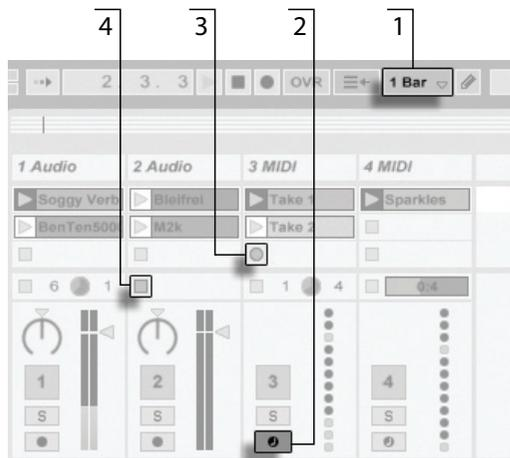 4 3 2 1
2 3. 3 OVR 1 Bar
1 Audio 2 Audio 3 MIDI 4 MIDI
Soggy Verb Bleifrei Take 1 Sparkles
BenTen5000 M2k Take 2
6 1 1 4 0:4
1 2 3 4
S S S S